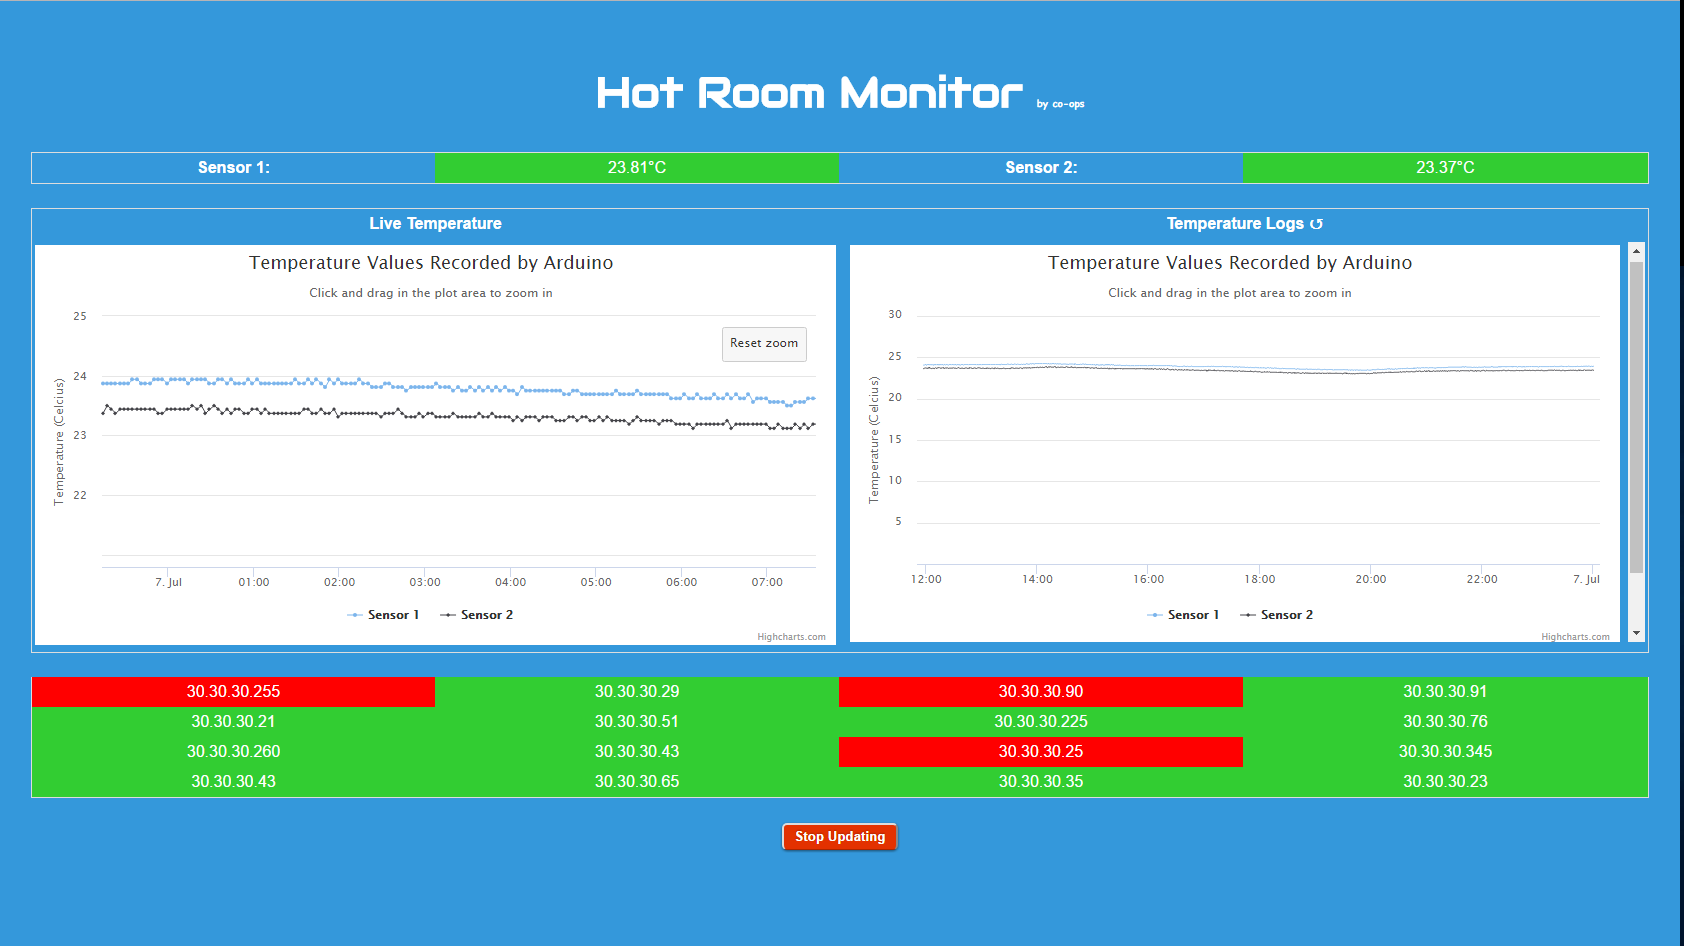 Hot Room Monitor by co-ops
Sensor 1: 23.81°C Sensor 2: 23.37°C
Live Temperature
Temperature Values Recorded by Arduino
Click and drag in the plot area to zoom in
Reset zoom
Temperature (Celcius)
25
24
23
22
7. Jul 01:00 02:00 03:00 04:00 05:00 06:00 07:00
Sensor 1 Sensor 2
Highcharts.com
Temperature Logs ↺
Temperature Values Recorded by Arduino
Click and drag in the plot area to zoom in
Temperature (Celcius)
30
25
20
15
10
5
12:00 14:00 16:00 18:00 20:00 22:00 7. Jul
Sensor 1 Sensor 2
Highcharts.com
30.30.30.255 30.30.30.29 30.30.30.90 30.30.30.91
30.30.30.21 30.30.30.51 30.30.30.225 30.30.30.76
30.30.30.260 30.30.30.43 30.30.30.25 30.30.30.345
30.30.30.43 30.30.30.65 30.30.30.35 30.30.30.23
Stop Updating